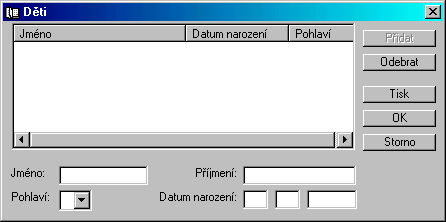 Děti
Jméno Datum narození Pohlaví
Přidat
Odebrat
Tisk
OK
Storno
Jméno: Příjmení:
Pohlaví: Datum narození: